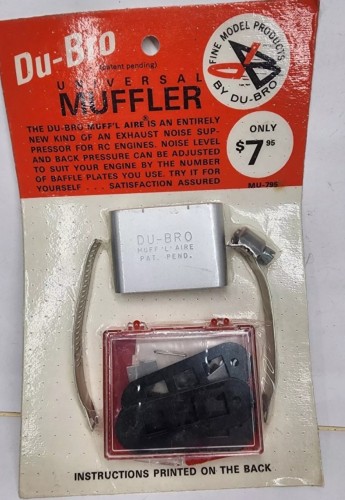 Du-Bro
(patent pending)
UNIVERSAL
MUFFLER
FINE MODEL PRODUCTS
BY DU-BRO
THE DU-BRO MUFF'L AIRE® IS AN ENTIRELY
NEW KIND OF AN EXHAUST NOISE SUP-
PRESSOR FOR RC ENGINES. NOISE LEVEL
AND BACK PRESSURE CAN BE ADJUSTED
TO SUIT YOUR ENGINE BY THE NUMBER
OF BAFFLE PLATES YOU USE. TRY IT FOR
YOURSELF . . . SATISFACTION ASSURED
ONLY
$7.95
MU-795
DU-BRO
MUFF'L'AIRE
PAT. PEND.
INSTRUCTIONS PRINTED ON THE BACK